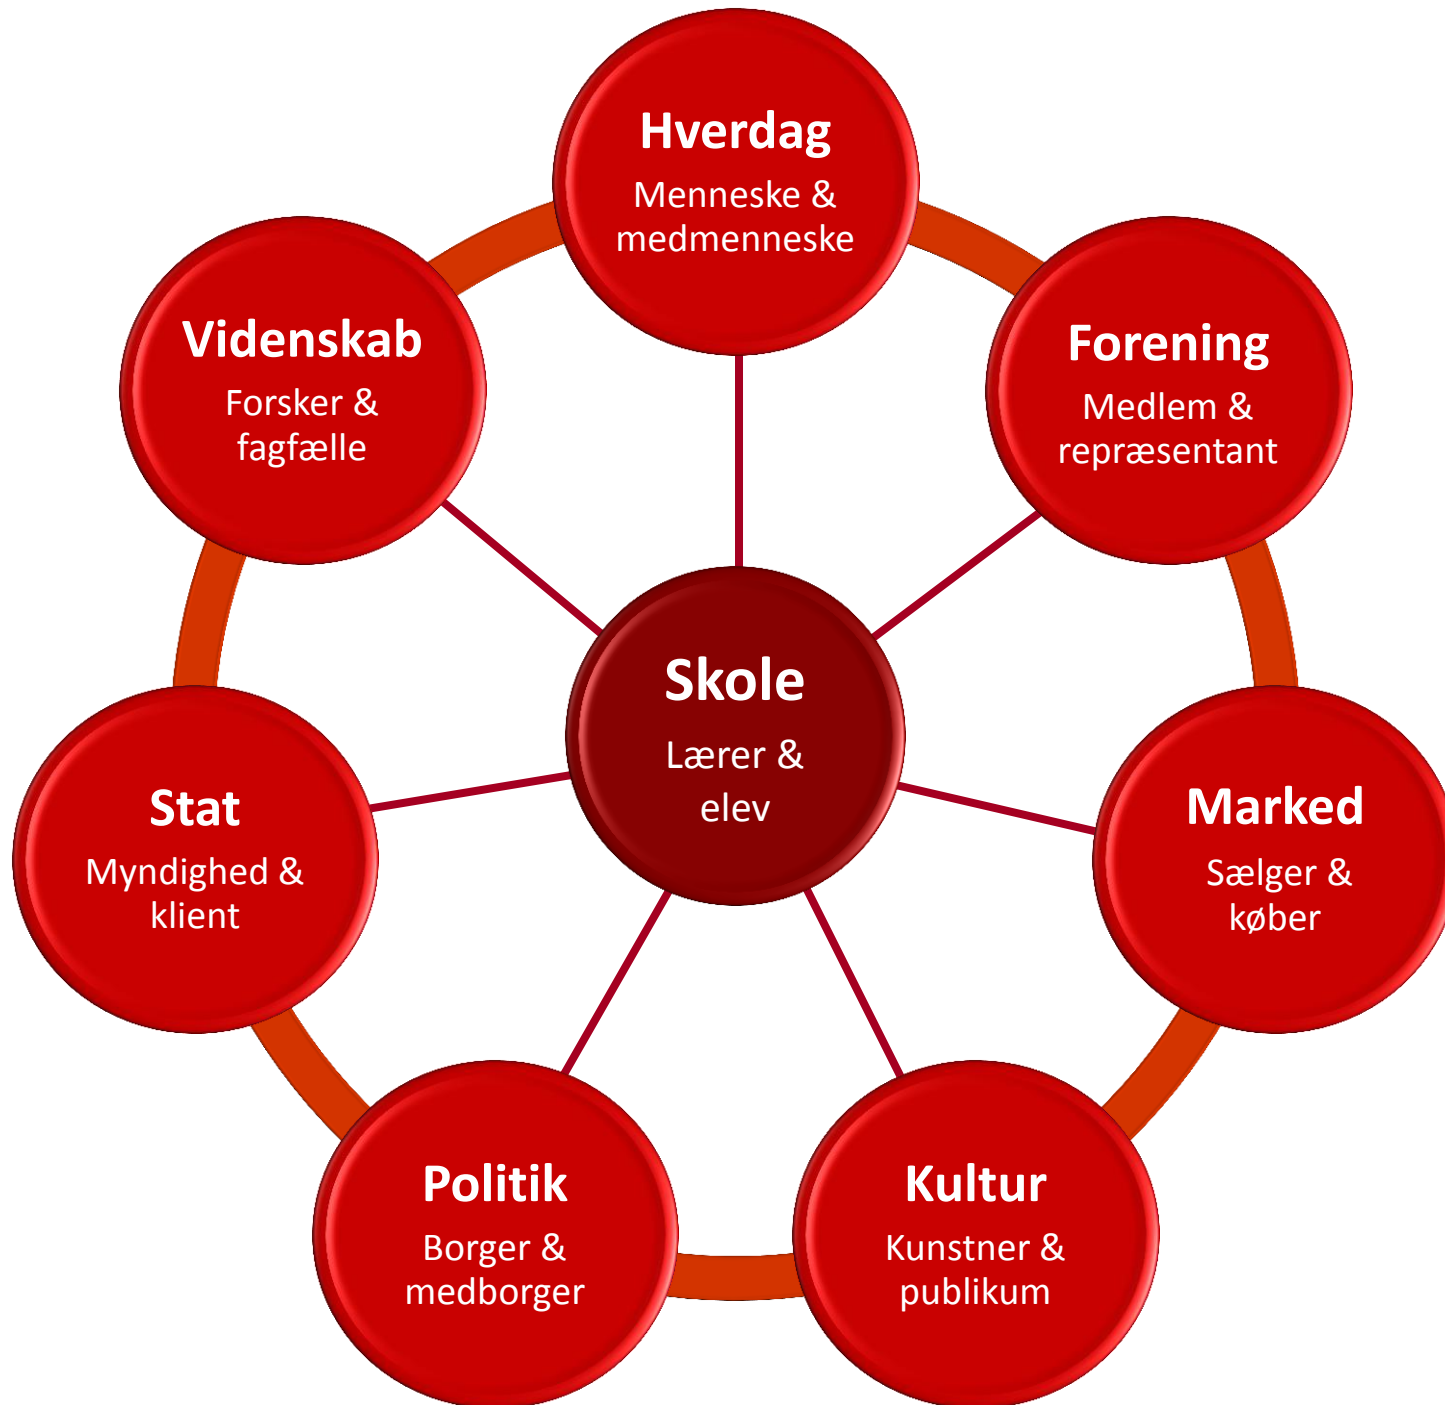 Hverdag
Menneske &
medmenneske
Forening
Medlem &
repræsentant
Marked
Sælger &
køber
Kultur
Kunstner &
publikum
Politik
Borger &
medborger
Stat
Myndighed &
klient
Videnskab
Forsker &
fagfælle
Skole
Lærer &
elev